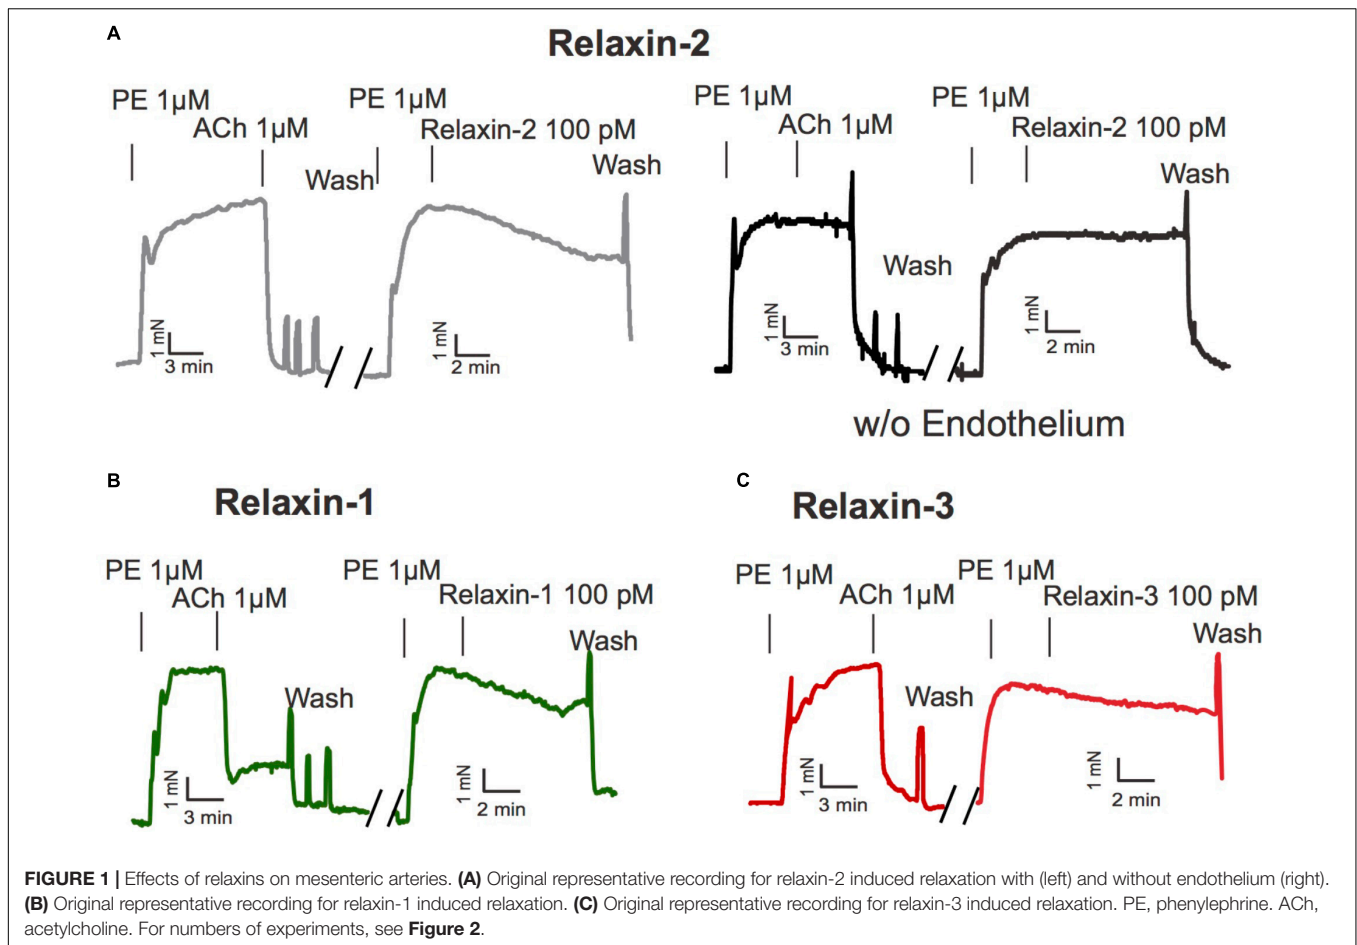 A
Relaxin-2
PE 1µM
ACh 1µM
Wash
PE 1µM
Relaxin-2 100 pM
Wash
1 mN
3 min
1 mN
2 min
PE 1µM
ACh 1µM
Wash
PE 1µM
Relaxin-2 100 pM
Wash
1 mN
3 min
1 mN
2 min
w/o Endothelium
B
Relaxin-1
PE 1µM
ACh 1µM
Wash
PE 1µM
Relaxin-1 100 pM
Wash
1 mN
3 min
1 mN
2 min
C
Relaxin-3
PE 1µM
ACh 1µM
Wash
PE 1µM
Relaxin-3 100 pM
Wash
1 mN
3 min
1 mN
2 min
FIGURE 1 | Effects of relaxins on mesenteric arteries. (A) Original representative recording for relaxin-2 induced relaxation with (left) and without endothelium (right).
(B) Original representative recording for relaxin-1 induced relaxation. (C) Original representative recording for relaxin-3 induced relaxation. PE, phenylephrine. ACh,
acetylcholine. For numbers of experiments, see Figure 2.